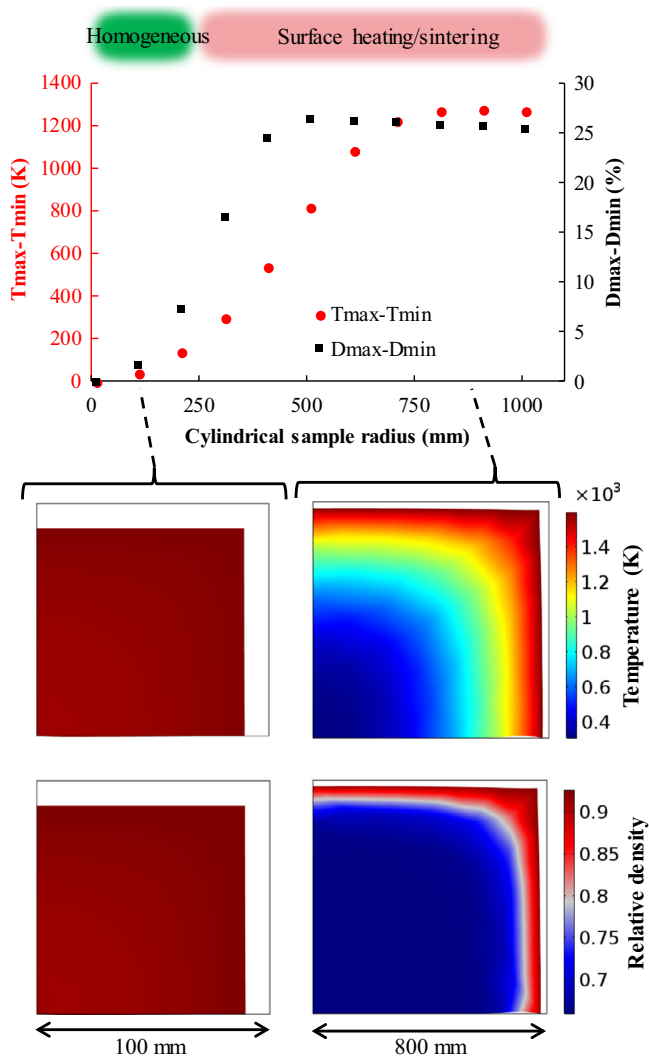 Homogeneous
Surface heating/sintering
1400
1200
1000
800
600
400
200
0
Tmax-Tmin (K)
30
25
20
15
10
5
0
Dmax-Dmin (%)
Tmax-Tmin
Dmax-Dmin
0
250
500
750
1000
Cylindrical sample radius (mm)
×10³
1.4
1.2
1
0.8
0.6
0.4
Temperature (K)
0.9
0.85
0.8
0.75
0.7
Relative density
100 mm
800 mm